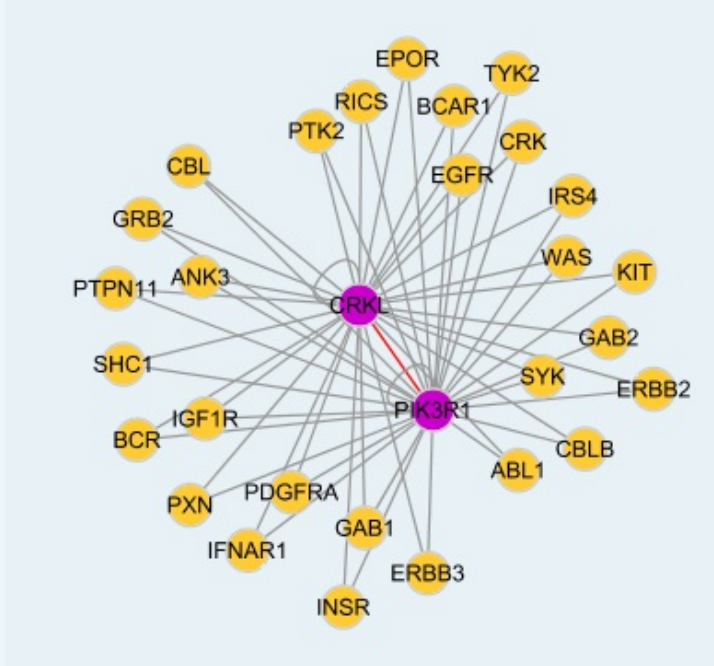 EPOR
TYK2
RICS
BCAR1
PTK2
CRK
CBL
EGFR
IRS4
GRB2
WAS
KIT
PTPN11
ANK3
CRKL
GAB2
SHC1
SYK
ERBB2
PIK3R1
IGF1R
BCR
CBLB
ABL1
PDGFRA
PXN
GAB1
IFNAR1
ERBB3
INSR